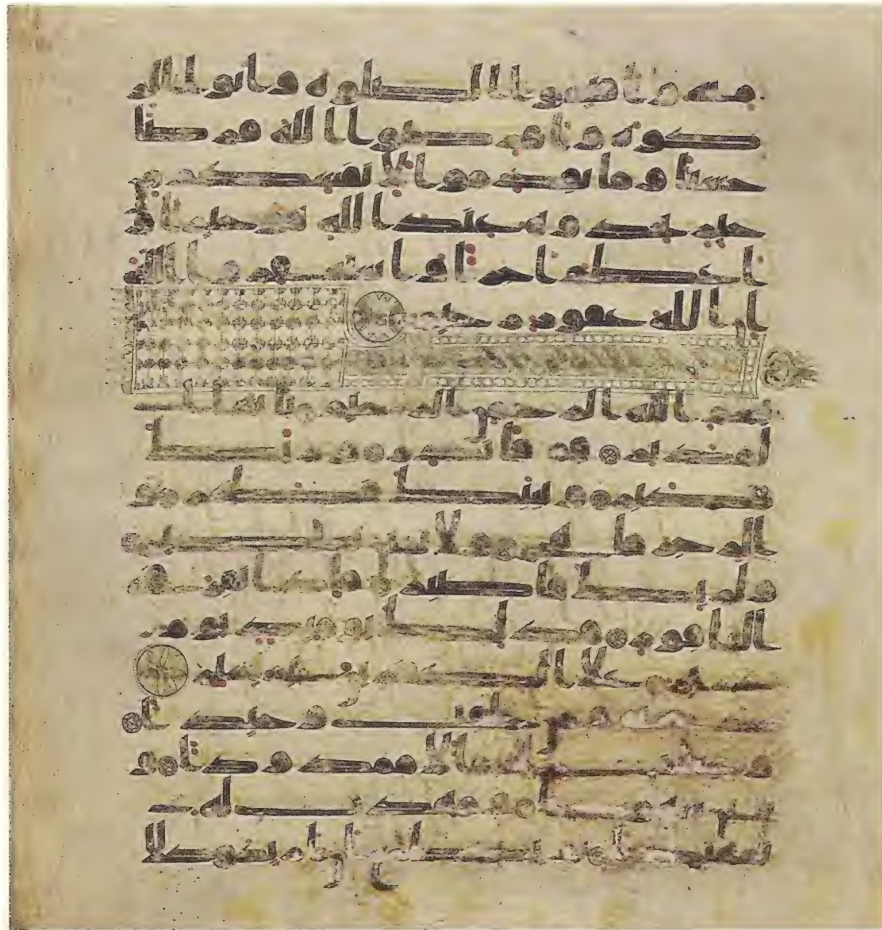 منه واقيموا الصلوه واتوا الز
كوه واقرضوا الله قرضا
حسنا وما تقدموا لانفسكم من
خير تجدوه عند الله هو خيرا و
اعظم اجرا واستغفروا الله
ان الله غفور رحيم
بسم الله الرحمن الرحيم يايها
المدثر قم فانذر وربك
فكبر وثيابك فطهر و
الرجز فاهجر ولا تمنن تستكثر
ولربك فاصبر فاذا نقر في
الناقور فذلك يومئذ يوم
عسير على الكفرين غير يسير
ذرني ومن خلقت وحيدا
وجعلت له مالا ممدودا و
بنين شهودا ومهدت له
تمهيدا ثم يطمع ان ازيد كلا